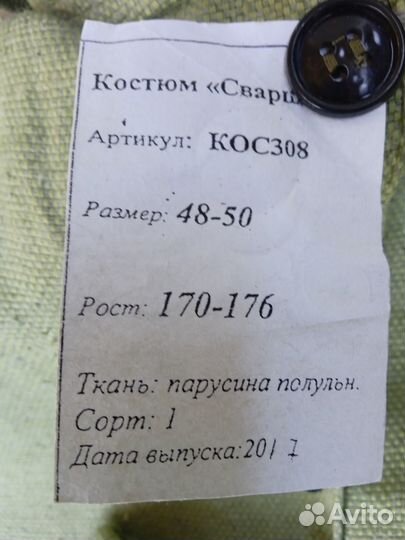 Костюм «Сварщ
Артикул: КОС308
Размер: 48-50
Рост: 170-176
Ткань: парусина полульн.
Сорт: 1
Дата выпуска:2017
Avito